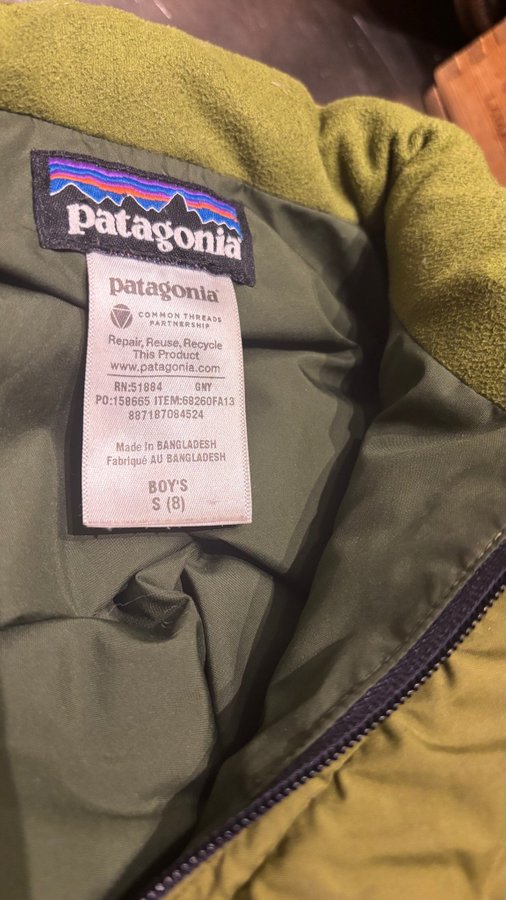 patagonia
patagonia
COMMON THREADS
PARTNERSHIP
Repair, Reuse, Recycle
This Product
www.patagonia.com
RN:51884 GNY
PO:158665 ITEM:68260FA13
887187084524
Made in BANGLADESH
Fabriqué AU BANGLADESH
BOY'S
S (8)